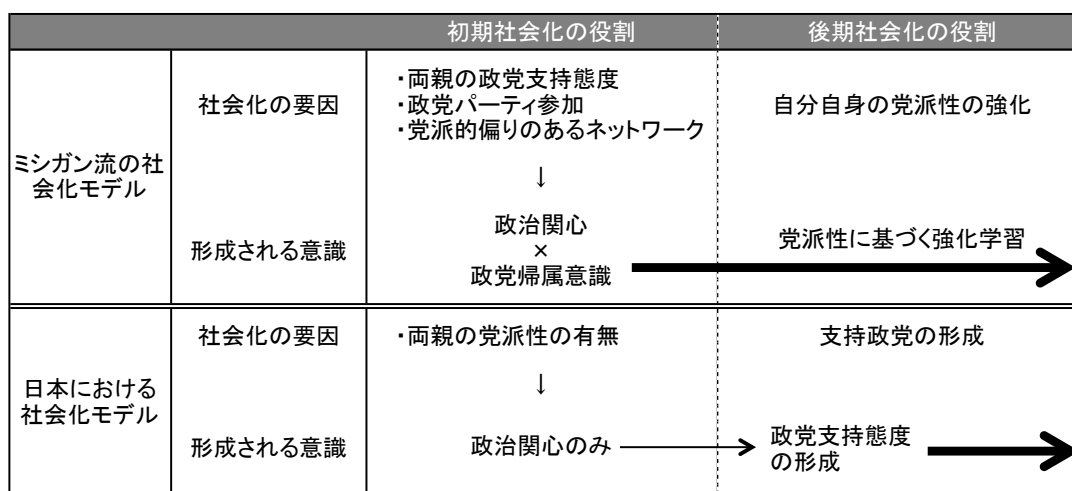 初期社会化の役割
後期社会化の役割
ミシガン流の社
会化モデル
社会化の要因
・両親の政党支持態度
・政党パーティ参加
・党派的偏りのあるネットワーク
自分自身の党派性の強化
↓
形成される意識
政治関心
×
政党帰属意識
党派性に基づく強化学習
日本における
社会化モデル
社会化の要因
・両親の党派性の有無
支持政党の形成
↓
形成される意識
政治関心のみ
政党支持態度
の形成